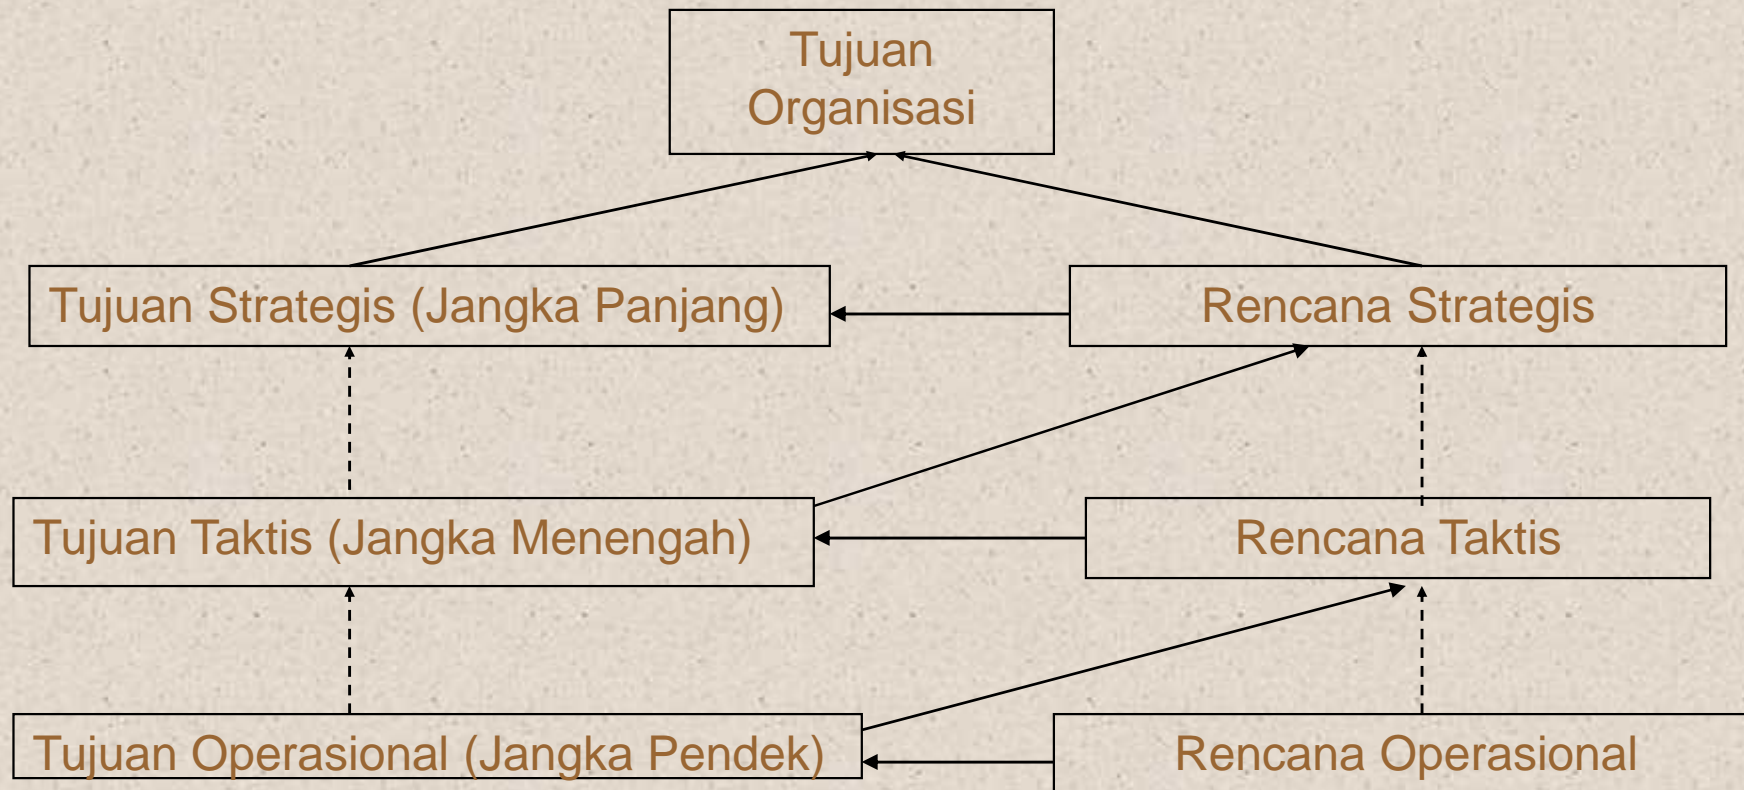 Tujuan
Organisasi
Tujuan Strategis (Jangka Panjang)
Rencana Strategis
Tujuan Taktis (Jangka Menengah)
Rencana Taktis
Tujuan Operasional (Jangka Pendek)
Rencana Operasional